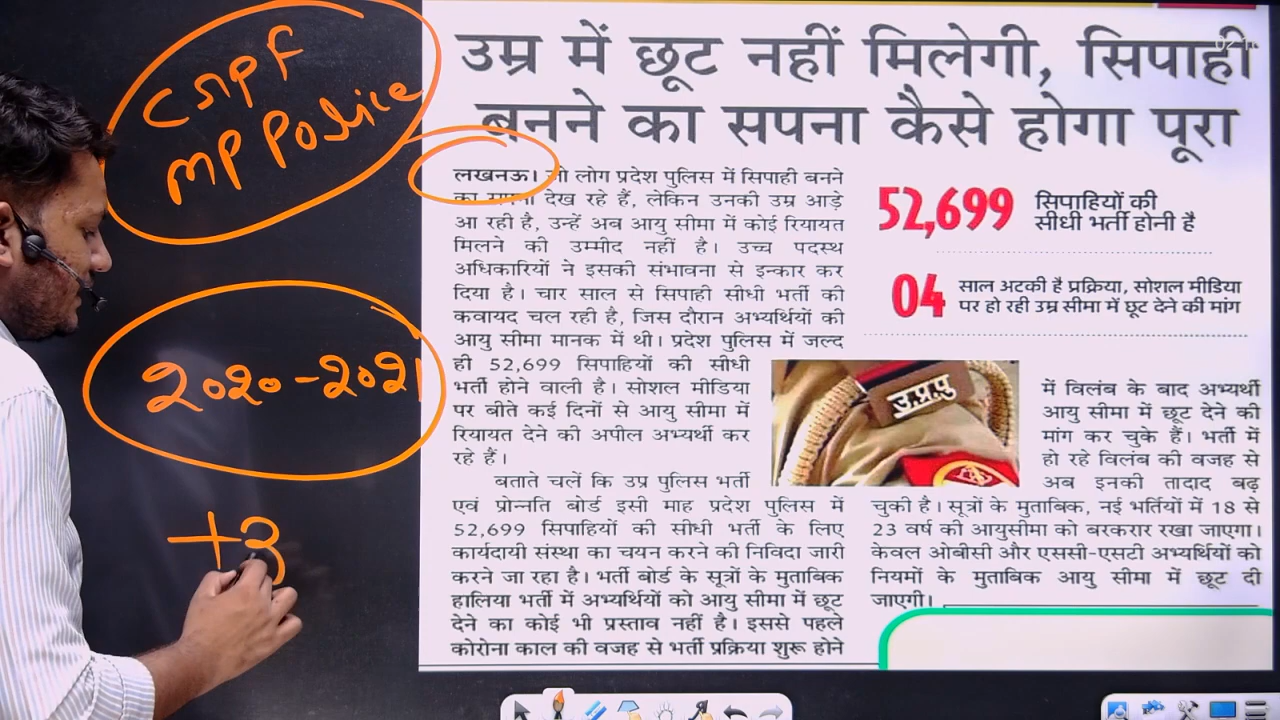 CRPF
MP Police
2020-2021
+3
उम्र में छूट नहीं मिलेगी, सिपाही
बनने का सपना कैसे होगा पूरा
लखनऊ। जो लोग प्रदेश पुलिस में सिपाही बनने
का सपना देख रहे हैं, लेकिन उनकी उम्र आड़े
आ रही है, उन्हें अब आयु सीमा में कोई रियायत
मिलने की उम्मीद नहीं है। उच्च पदस्थ
अधिकारियों ने इसकी संभावना से इन्कार कर
दिया है। चार साल से सिपाही सीधी भर्ती की
कवायद चल रही है, जिस दौरान अभ्यर्थियों की
आयु सीमा मानक में थी। प्रदेश पुलिस में जल्द
ही 52,699 सिपाहियों की सीधी
भर्ती होने वाली है। सोशल मीडिया
पर बीते कई दिनों से आयु सीमा में
रियायत देने की अपील अभ्यर्थी कर
रहे हैं।
बताते चलें कि उप्र पुलिस भर्ती
एवं प्रोन्नति बोर्ड इसी माह प्रदेश पुलिस में
52,699 सिपाहियों की सीधी भर्ती के लिए
कार्यदायी संस्था का चयन करने की निविदा जारी
करने जा रहा है। भर्ती बोर्ड के सूत्रों के मुताबिक
हालिया भर्ती में अभ्यर्थियों को आयु सीमा में छूट
देने का कोई भी प्रस्ताव नहीं है। इससे पहले
कोरोना काल की वजह से भर्ती प्रक्रिया शुरू होने
52,699 सिपाहियों की
सीधी भर्ती होनी है
04 साल अटकी है प्रक्रिया, सोशल मीडिया
पर हो रही उम्र सीमा में छूट देने की मांग
उ.प्र.पु
में विलंब के बाद अभ्यर्थी
आयु सीमा में छूट देने की
मांग कर चुके हैं। भर्ती में
हो रहे विलंब की वजह से
अब इनकी तादाद बढ़
चुकी है। सूत्रों के मुताबिक, नई भर्तियों में 18 से
23 वर्ष की आयुसीमा को बरकरार रखा जाएगा।
केवल ओबीसी और एससी-एसटी अभ्यर्थियों को
नियमों के मुताबिक आयु सीमा में छूट दी
जाएगी।